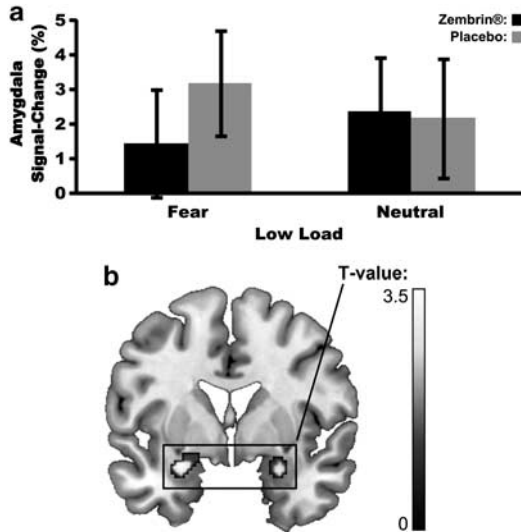 a
Zembrin®:
Placebo:
Amygdala
Signal-Change (%)
5
4
3
2
1
0
Fear
Neutral
Low Load
b
T-value:
3.5
0